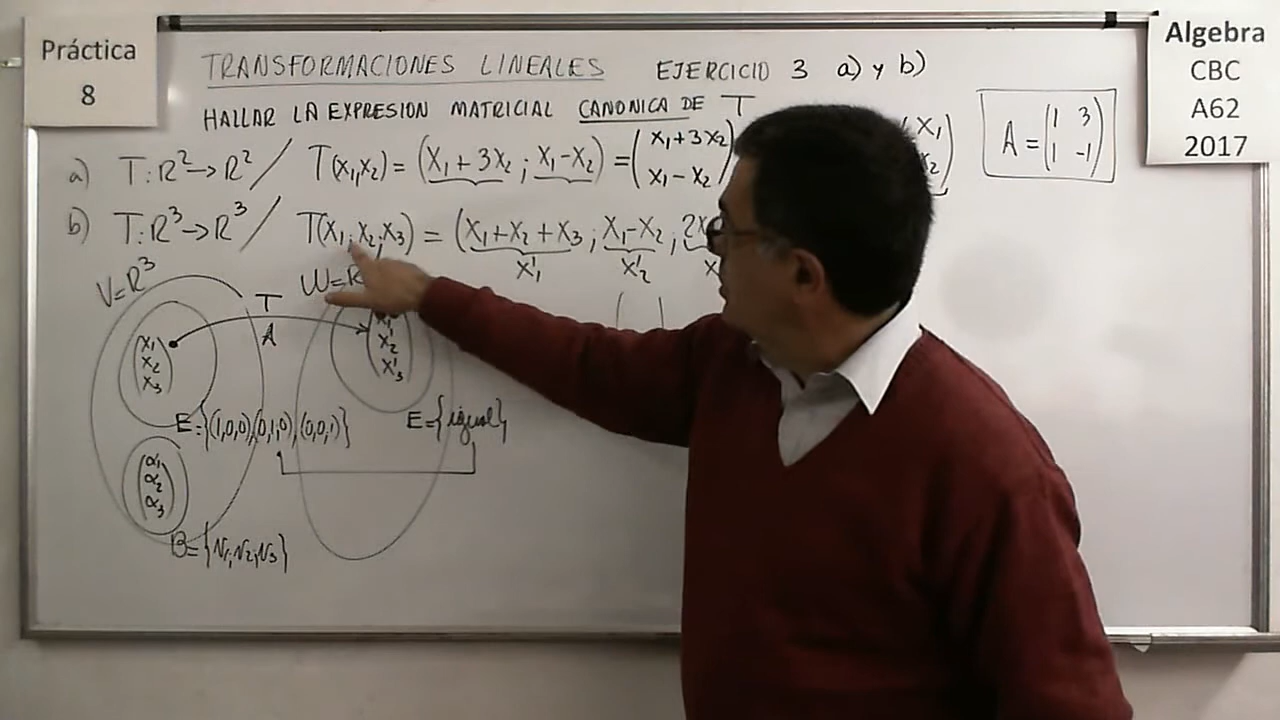 Práctica
8
Algebra
CBC
A62
2017
TRANSFORMACIONES LINEALES EJERCICIO 3 a) y b)
HALLAR LA EXPRESION MATRICIAL CANONICA DE T
a) T: R² → R² / T(x₁,x₂) = (x₁ + 3x₂ ; x₁ - x₂) = (x₁ + 3x₂
x₁ - x₂)
x₁
x₂
A = (1 3
1 -1)
b) T: R³ → R³ / T(x₁;x₂;x₃) = (x₁ + x₂ + x₃ ; x₁ - x₂ ; 2x
x'₁ x'₂ x
V = R³
T
A
W = R
x₁
x₂
x₃
x'₁
x'₂
x'₃
E = {(1,0,0),(0,1,0),(0,0,1)}
E = {igual}
α₁
α₂
α₃
B = {v₁,v₂,v₃}